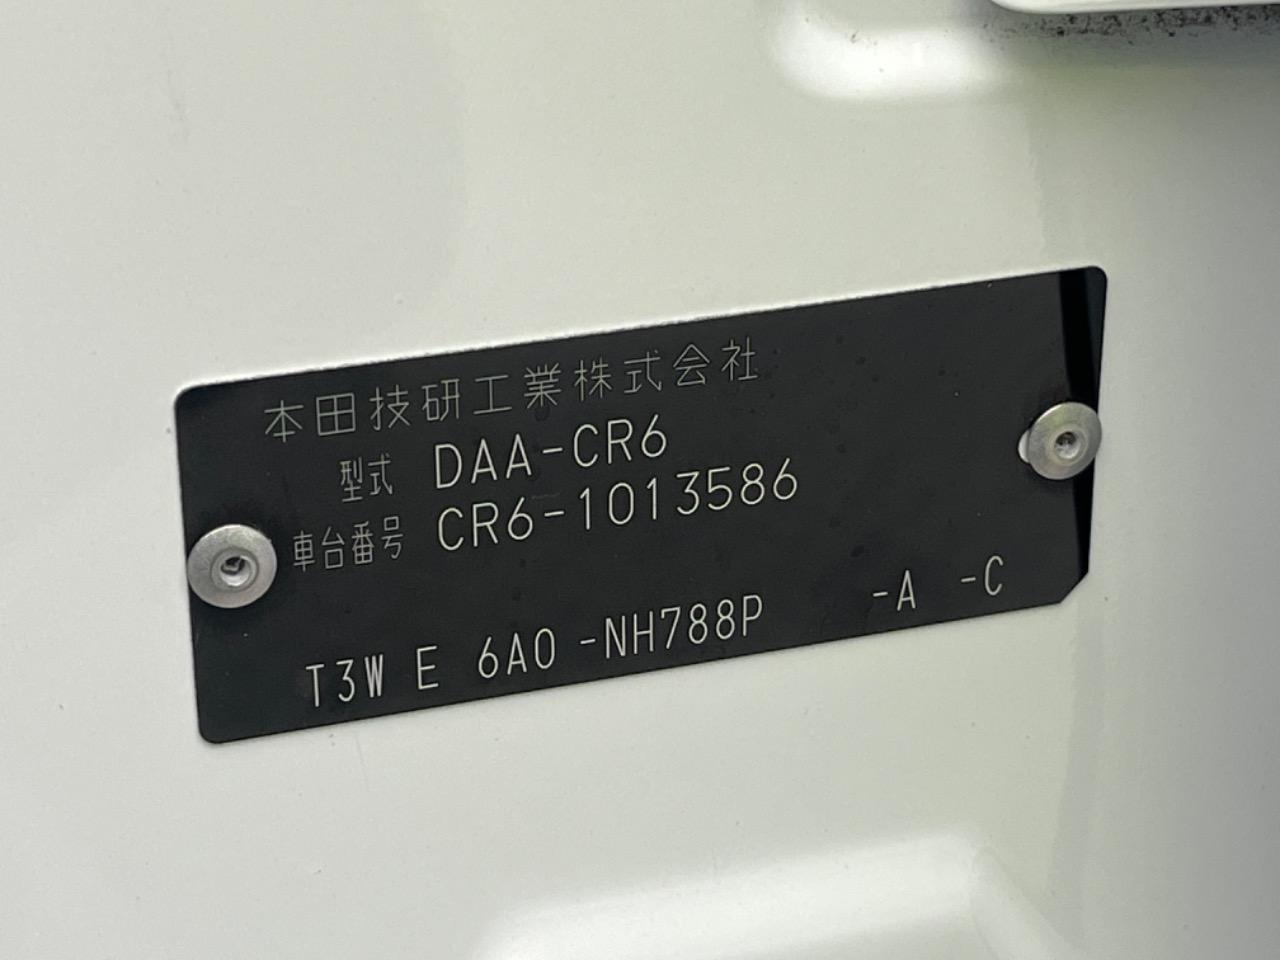 本田技研工業株式会社
型式 DAA-CR6
車台番号 CR6-1013586
T3W E 6A0 -NH788P -A -C